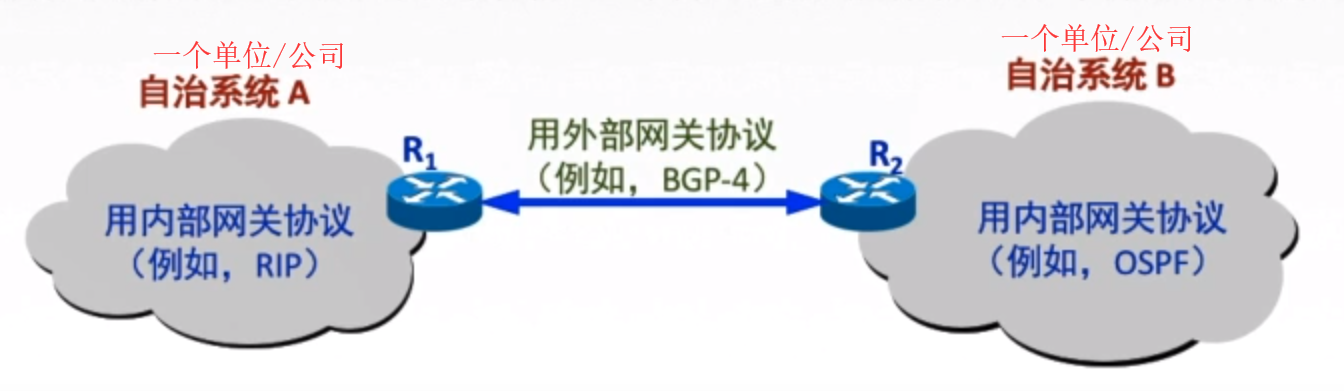 一个单位/公司
自治系统 A
用内部网关协议
（例如，RIP）
R1
用外部网关协议
（例如，BGP-4）
R2
一个单位/公司
自治系统 B
用内部网关协议
（例如，OSPF）